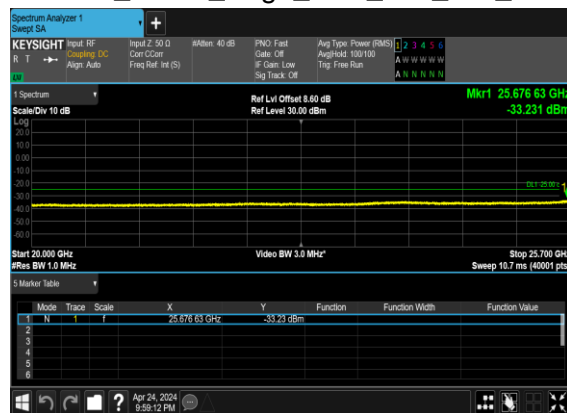 Spectrum Analyzer 1
Swept SA
KEYSIGHT
R T
Input: RF
Coupling: DC
Align: Auto
Input Z: 50 Ω
Corr CCorr
Freq Ref: Int (S)
#Atten: 40 dB
PNO: Fast
Gate: Off
IF Gain: Low
Sig Track: Off
Avg Type: Power (RMS)
Avg|Hold: 100/100
Trig: Free Run
1 2 3 4 5 6
A W W W W W
A N N N N N
1 Spectrum
Scale/Div 10 dB
Log
Ref Lvl Offset 8.60 dB
Ref Level 30.00 dBm
Mkr1 25.676 63 GHz
-33.231 dBm
20.0
10.0
0.00
-10.0
-20.0
-30.0
-40.0
-50.0
-60.0
1
Start 20.000 GHz
#Res BW 1.0 MHz
Video BW 3.0 MHz*
Stop 25.700 GHz
Sweep 10.7 ms (40001 pts)
5 Marker Table
Mode Trace Scale X Y Function Function Width Function Value
1 N 1 f 25.676 63 GHz -33.23 dBm
2
3
4
5
6
? Apr 24, 2024
9:59:12 PM